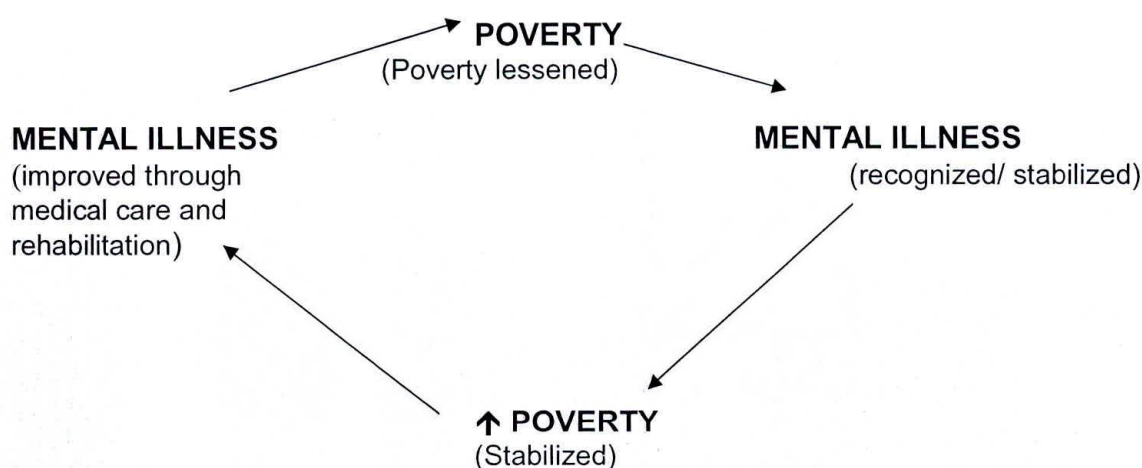 POVERTY
(Poverty lessened)
MENTAL ILLNESS
(improved through
medical care and
rehabilitation)
MENTAL ILLNESS
(recognized/ stabilized)
↑ POVERTY
(Stabilized)